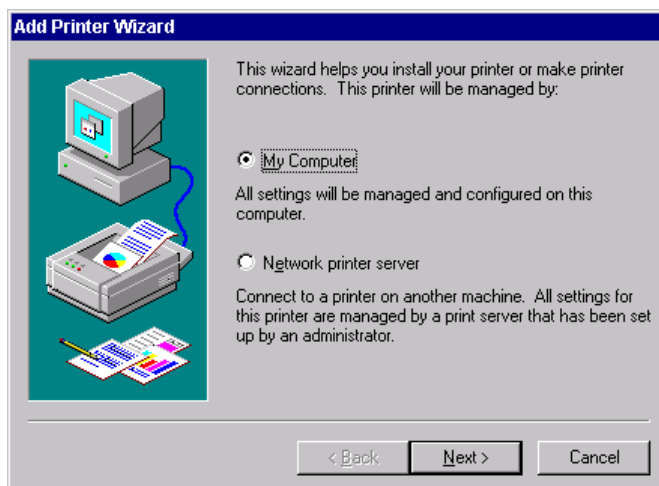 Add Printer Wizard
This wizard helps you install your printer or make printer
connections.  This printer will be managed by:
My Computer
All settings will be managed and configured on this
computer.
Network printer server
Connect to a printer on another machine.  All settings for
this printer are managed by a print server that has been set
up by an administrator.
< Back
Next >
Cancel